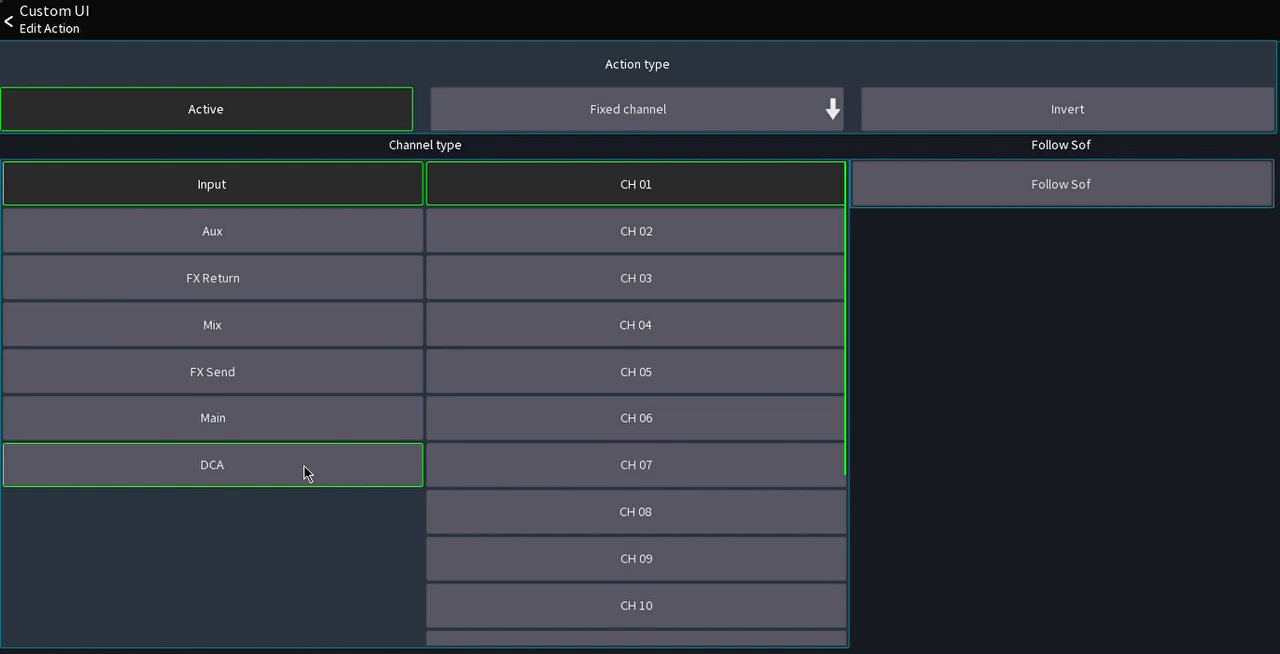 Custom UI
Edit Action
Action type
Active
Fixed channel
Invert
Channel type
Follow Sof
Input
CH 01
Follow Sof
Aux
CH 02
FX Return
CH 03
Mix
CH 04
FX Send
CH 05
Main
CH 06
DCA
CH 07
CH 08
CH 09
CH 10